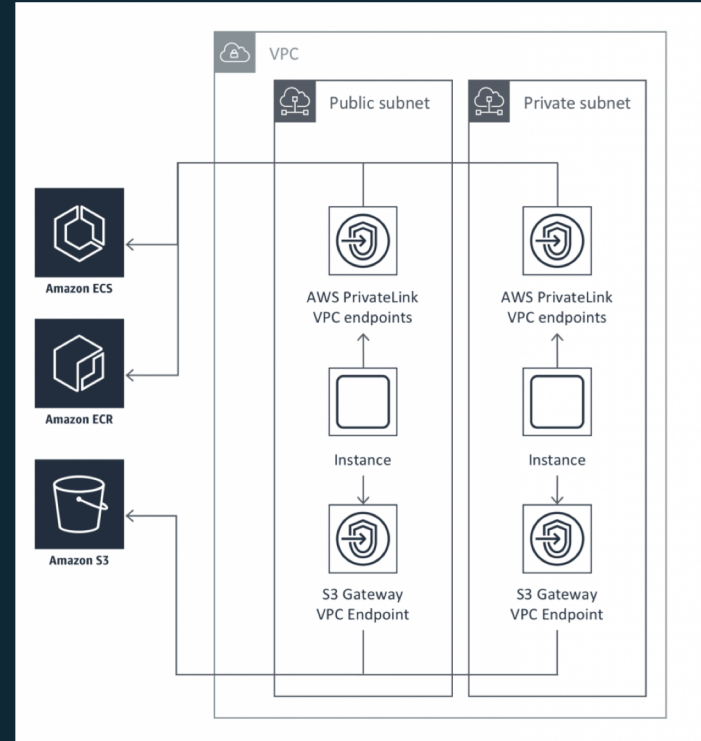 VPC
Public subnet
Private subnet
Amazon ECS
AWS PrivateLink
VPC endpoints
AWS PrivateLink
VPC endpoints
Amazon ECR
Instance
Instance
Amazon S3
S3 Gateway
VPC Endpoint
S3 Gateway
VPC Endpoint